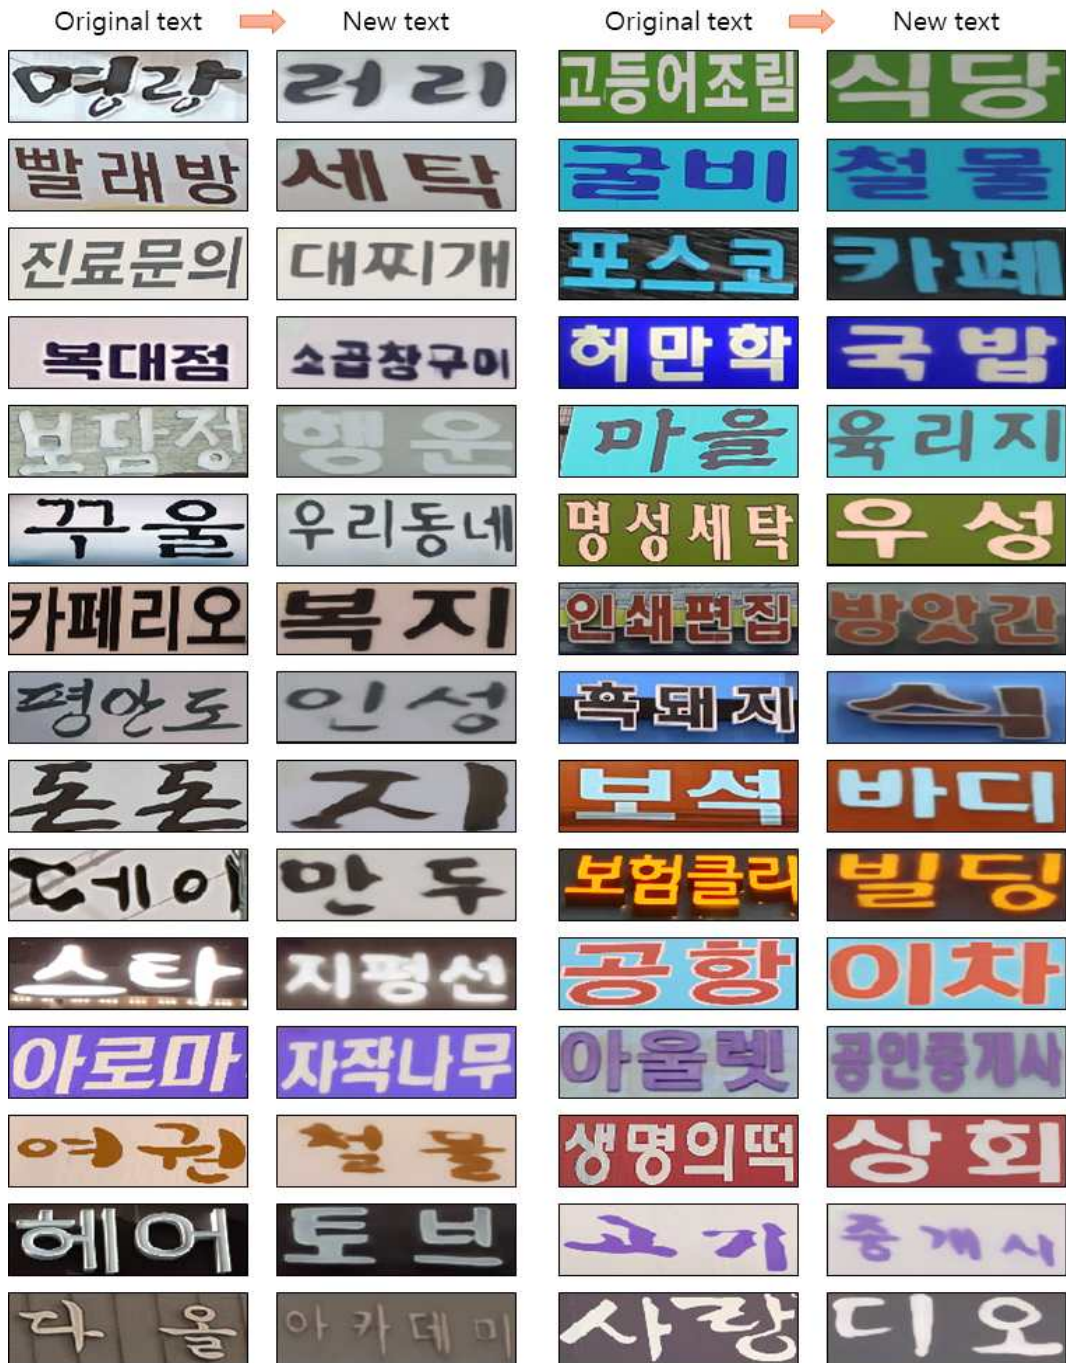 Original text → New text Original text → New text
명랑 러리 고등어조림 식당
빨래방 세탁 굴비 철물
진료문의 대찌개 포스코 카페
복대점 소곱창구이 허만학 국밥
보담정 행운 마을 육리지
꾸울 우리동네 명성세탁 우성
카페리오 복지 인쇄편집 방앗간
평안도 인성 흑돼지 식
돈돈 지 보석 바디
데이 만두 보험클리 빌딩
스타 지평선 공항 이차
아로마 자작나무 아울렛 공인중개사
여권 철물 생명의떡 상회
헤어 토브 고기 중개시
다올 아카데미 사랑 디오